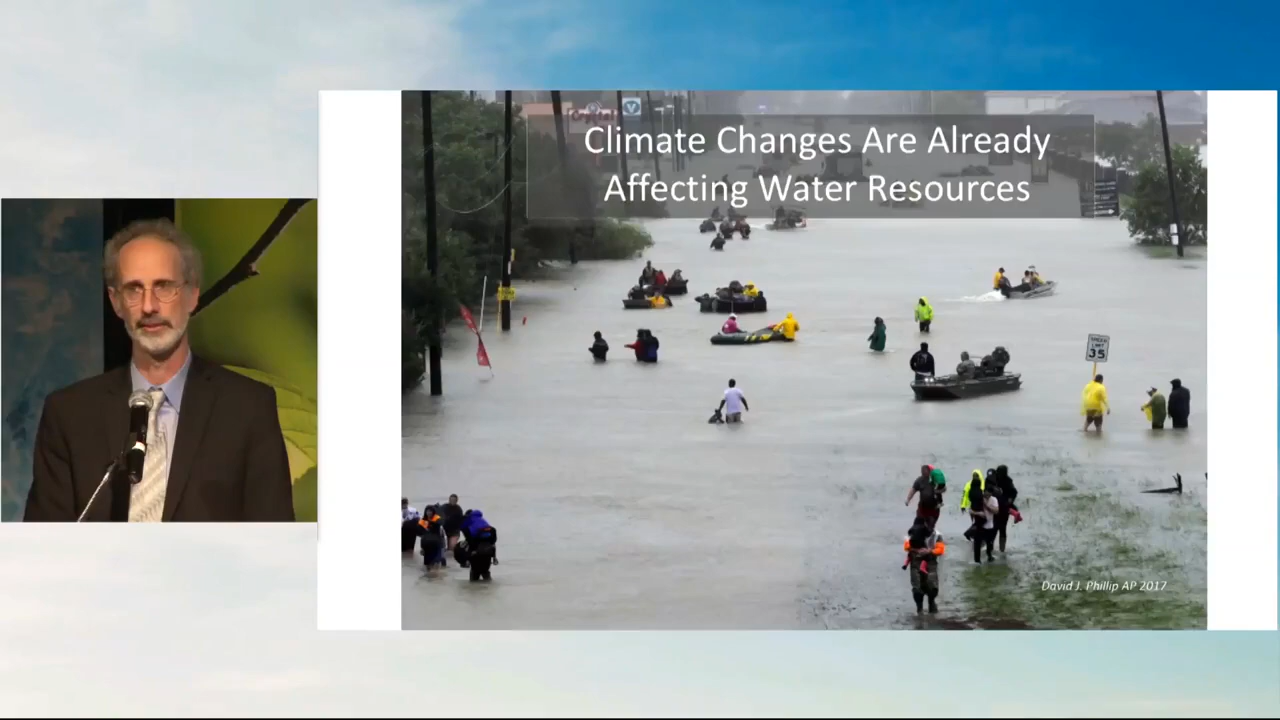 Climate Changes Are Already
Affecting Water Resources
SPEED
LIMIT
35
David J. Phillip AP 2017